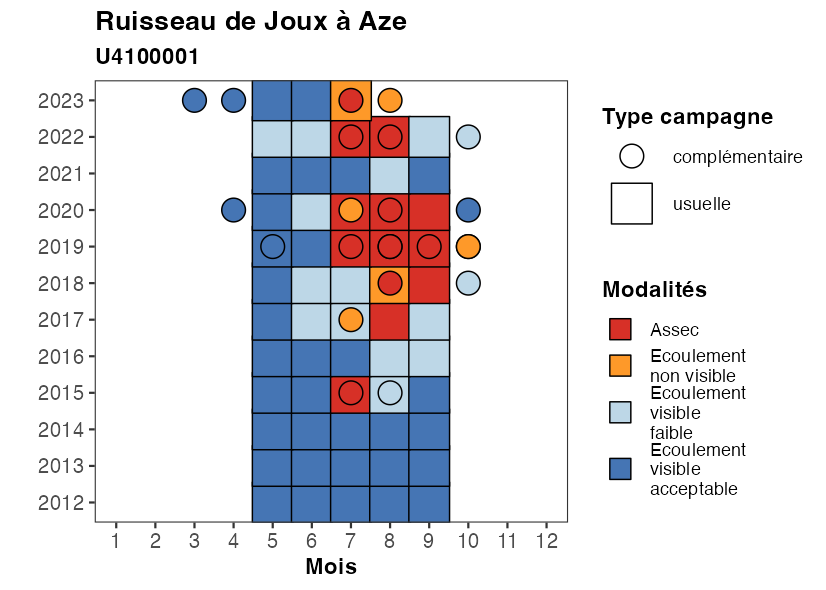 Ruisseau de Joux à Aze
U4100001
2023
2022
2021
2020
2019
2018
2017
2016
2015
2014
2013
2012
1 2 3 4 5 6 7 8 9 10 11 12
Mois
Type campagne
complémentaire
usuelle
Modalités
Assec
Ecoulement
non visible
Ecoulement
visible
faible
Ecoulement
visible
acceptable